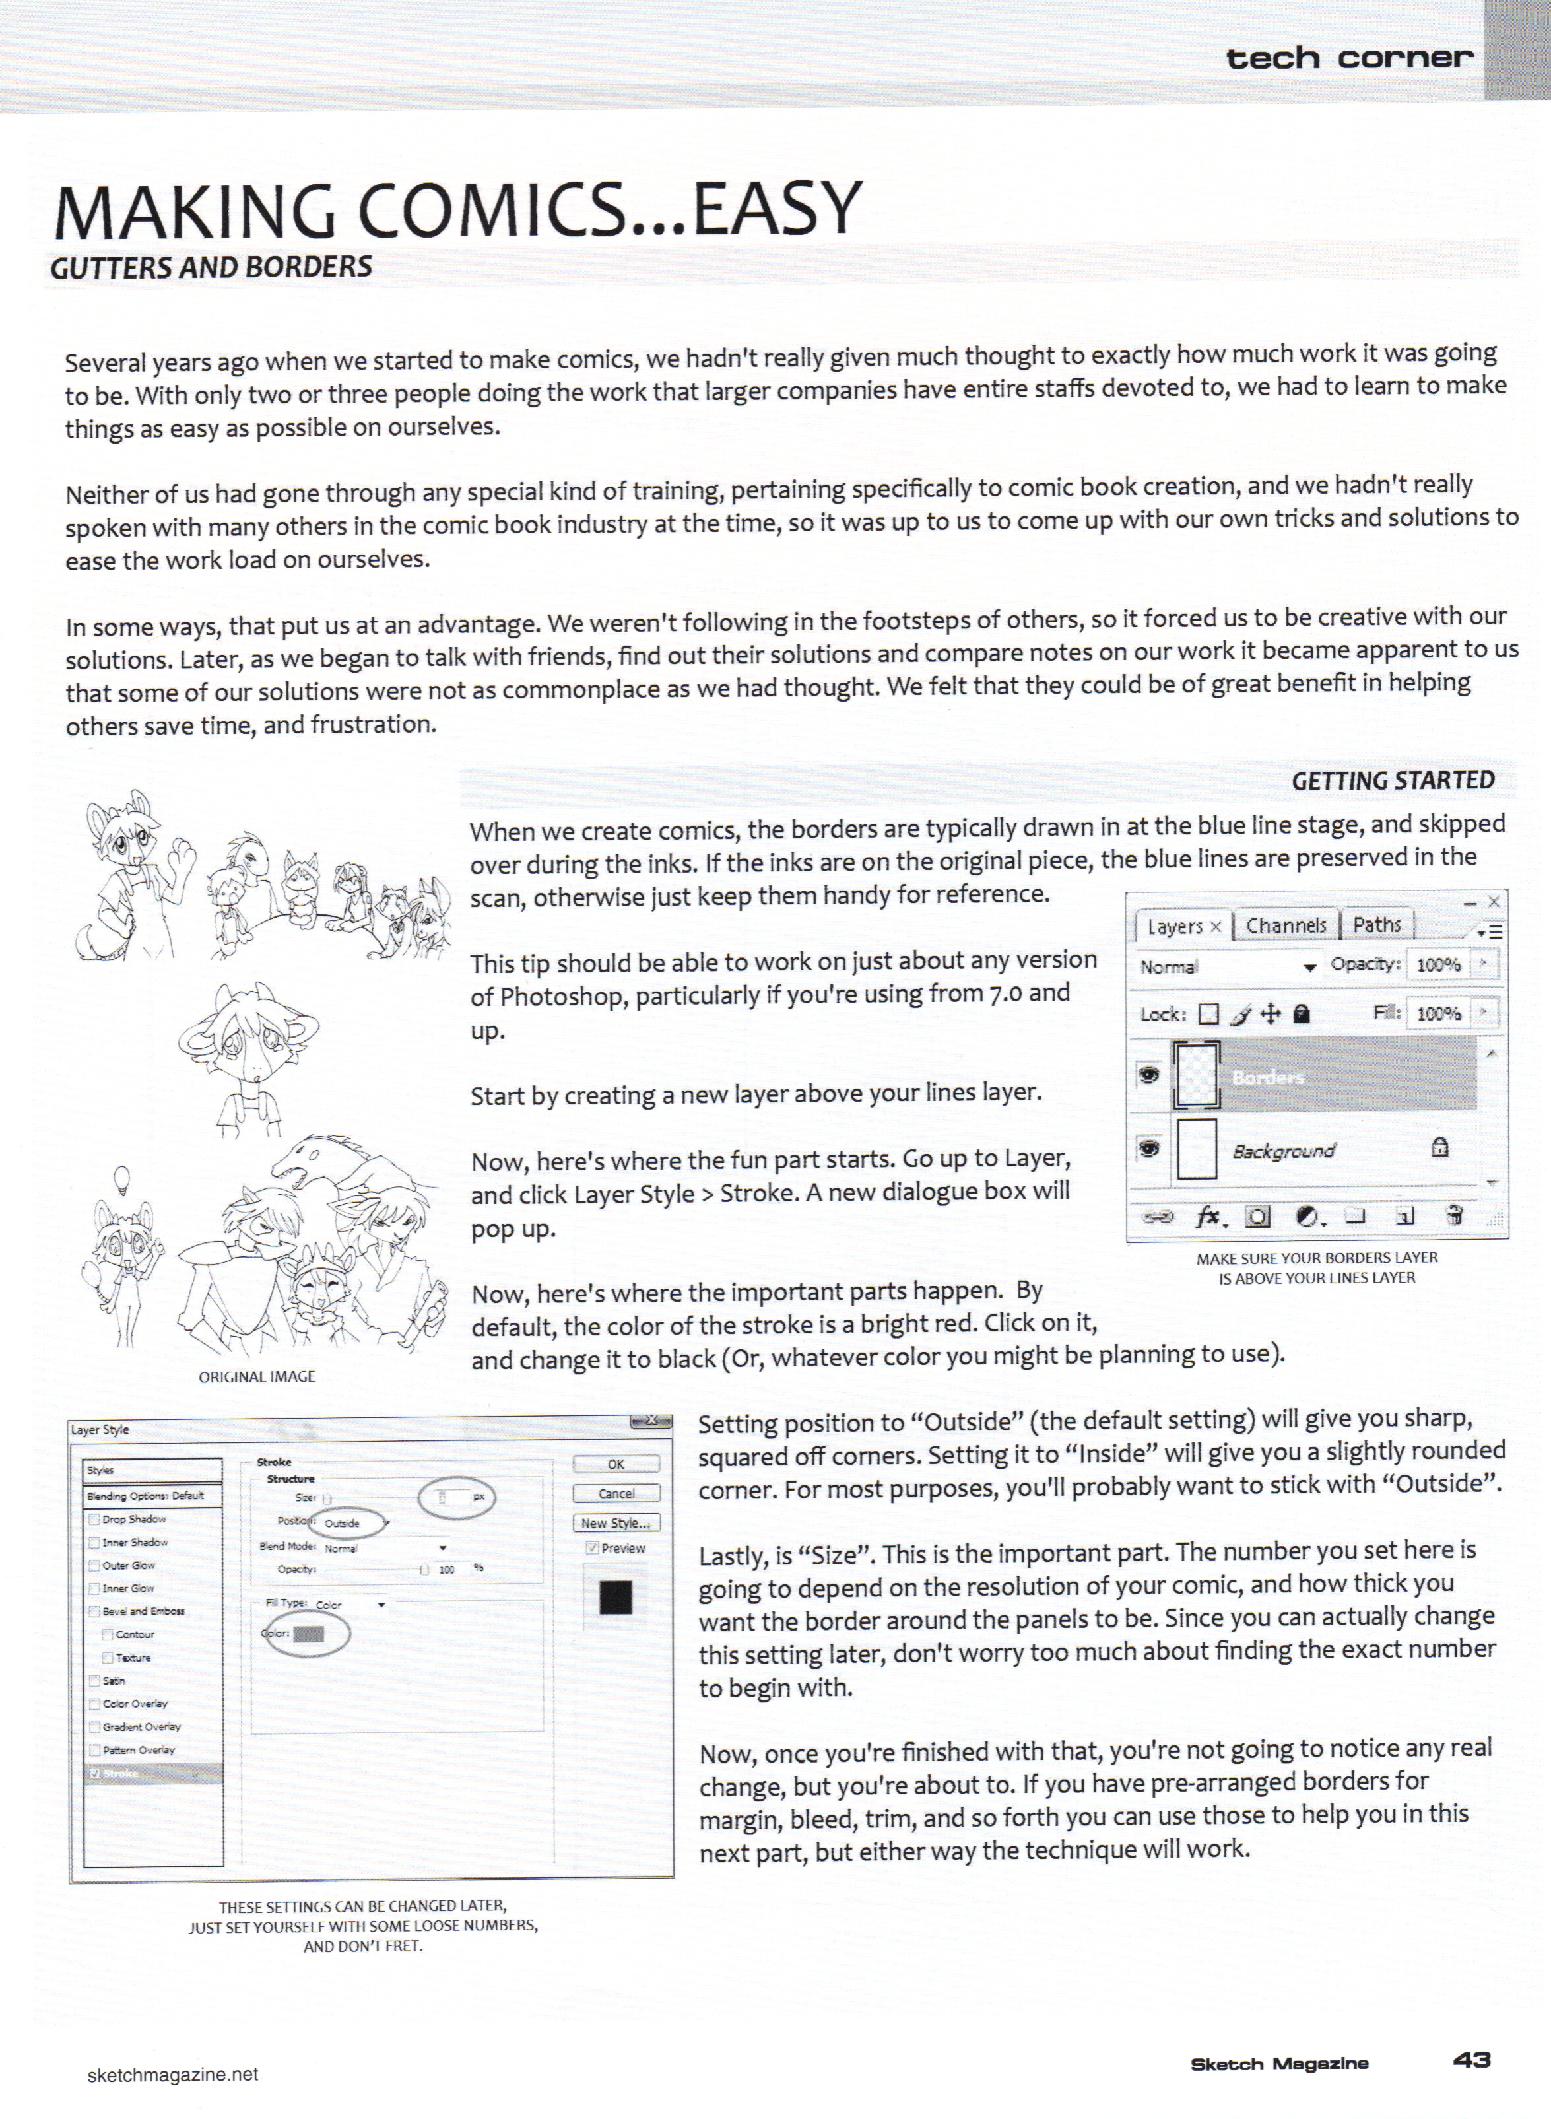 tech corner
MAKING COMICS...EASY
GUTTERS AND BORDERS
Several years ago when we started to make comics, we hadn't really given much thought to exactly how much work it was going
to be. With only two or three people doing the work that larger companies have entire staffs devoted to, we had to learn to make
things as easy as possible on ourselves.
Neither of us had gone through any special kind of training, pertaining specifically to comic book creation, and we hadn't really
spoken with many others in the comic book industry at the time, so it was up to us to come up with our own tricks and solutions to
ease the work load on ourselves.
In some ways, that put us at an advantage. We weren't following in the footsteps of others, so it forced us to be creative with our
solutions. Later, as we began to talk with friends, find out their solutions and compare notes on our work it became apparent to us
that some of our solutions were not as commonplace as we had thought. We felt that they could be of great benefit in helping
others save time, and frustration.
GETTING STARTED
When we create comics, the borders are typically drawn in at the blue line stage, and skipped
over during the inks. If the inks are on the original piece, the blue lines are preserved in the
scan, otherwise just keep them handy for reference.
This tip should be able to work on just about any version
of Photoshop, particularly if you're using from 7.0 and
up.
Start by creating a new layer above your lines layer.
Now, here's where the fun part starts. Go up to Layer,
and click Layer Style > Stroke. A new dialogue box will
pop up.
Now, here's where the important parts happen. By
default, the color of the stroke is a bright red. Click on it,
and change it to black (Or, whatever color you might be planning to use).
Layers x Channels Paths
Normal Opacity: 100%
Lock: Fill: 100%
Borders
Background
fx.
MAKE SURE YOUR BORDERS LAYER
IS ABOVE YOUR LINES LAYER
ORIGINAL IMAGE
Layer Style
Styles
Blending Options: Default
Drop Shadow
Inner Shadow
Outer Glow
Inner Glow
Bevel and Emboss
Contour
Texture
Satin
Color Overlay
Gradient Overlay
Pattern Overlay
Stroke
Stroke
Structure
Size: px
Position: Outside
Blend Mode: Normal
Opacity: 100 %
Fill Type: Color
Color:
OK
Cancel
New Style...
Preview
THESE SETTINGS CAN BE CHANGED LATER,
JUST SET YOURSELF WITH SOME LOOSE NUMBERS,
AND DON'T FRET.
Setting position to “Outside” (the default setting) will give you sharp,
squared off corners. Setting it to “Inside” will give you a slightly rounded
corner. For most purposes, you'll probably want to stick with “Outside”.
Lastly, is “Size”. This is the important part. The number you set here is
going to depend on the resolution of your comic, and how thick you
want the border around the panels to be. Since you can actually change
this setting later, don't worry too much about finding the exact number
to begin with.
Now, once you're finished with that, you're not going to notice any real
change, but you're about to. If you have pre-arranged borders for
margin, bleed, trim, and so forth you can use those to help you in this
next part, but either way the technique will work.
sketchmagazine.net
Sketch Magazine 43